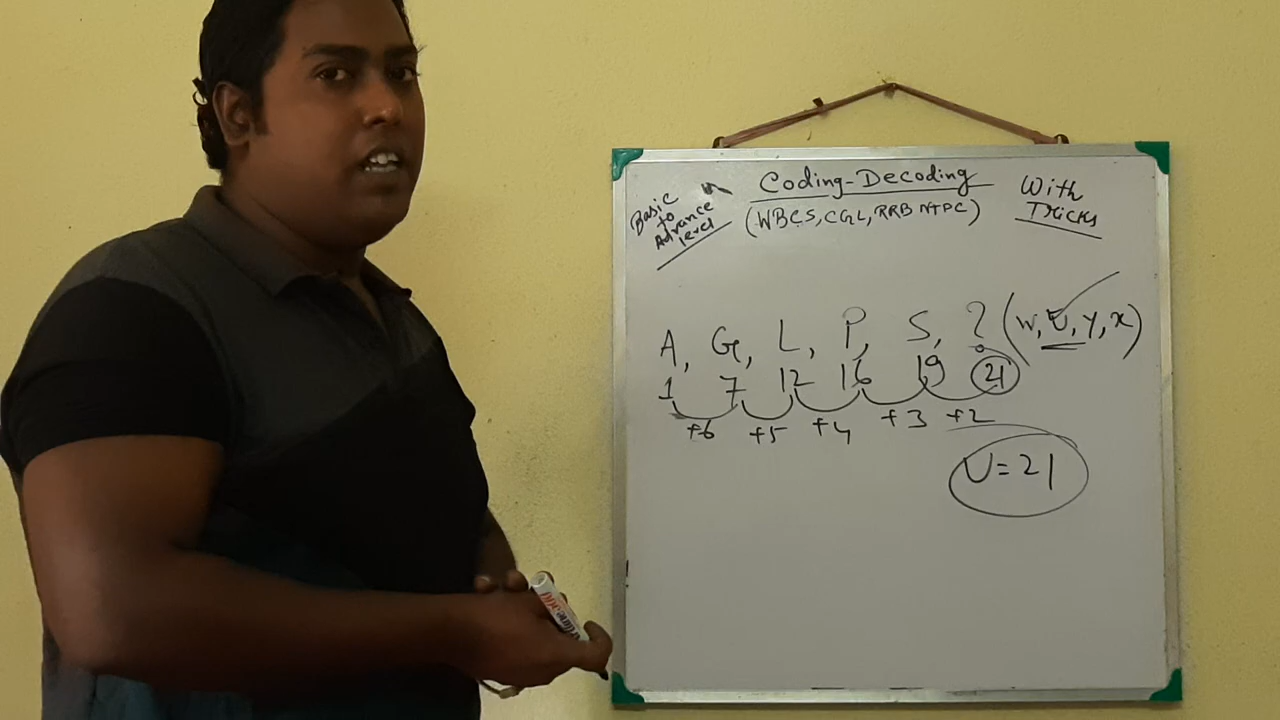 Basic to Advance level
Coding-Decoding
(WBCS, CGL, RRB NTPC)
With Tricks
A, G, L, P, S, ? (W, U, Y, X)
1 7 12 16 19 21
+6 +5 +4 +3 +2
U=21